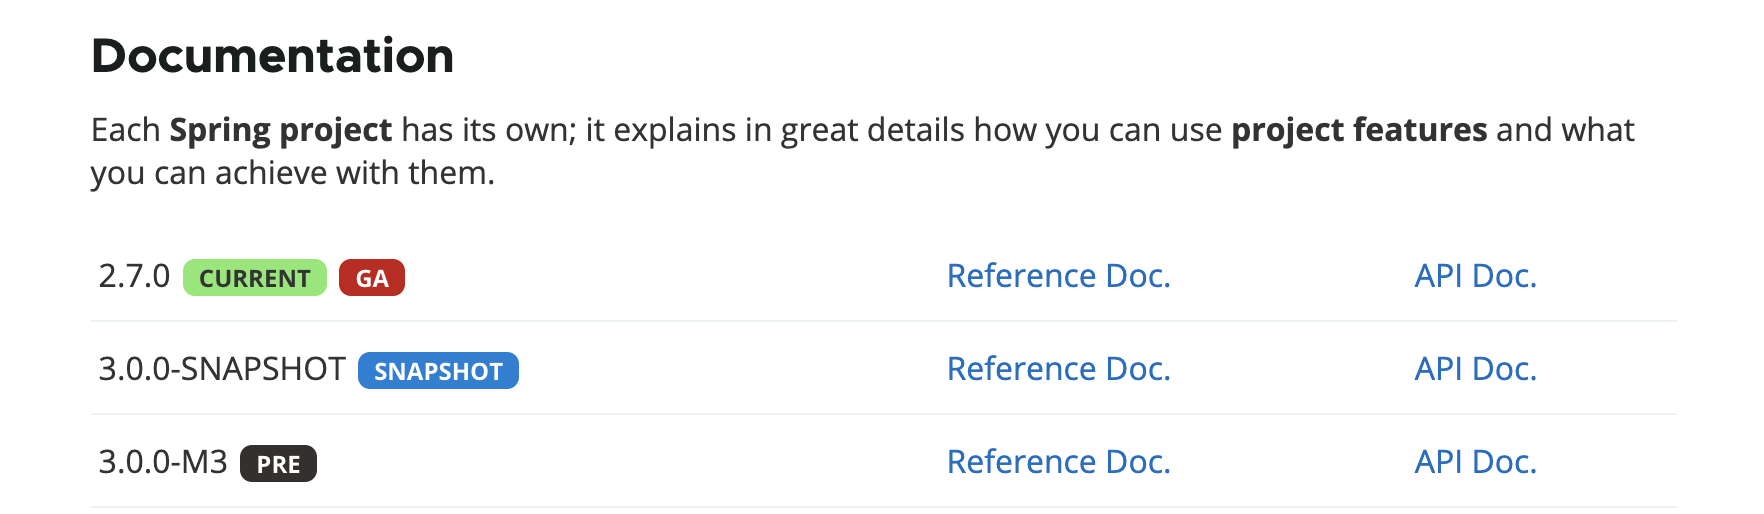 Documentation
Each Spring project has its own; it explains in great details how you can use project features and what
you can achieve with them.
2.7.0 CURRENT GA Reference Doc. API Doc.
3.0.0-SNAPSHOT SNAPSHOT Reference Doc. API Doc.
3.0.0-M3 PRE Reference Doc. API Doc.